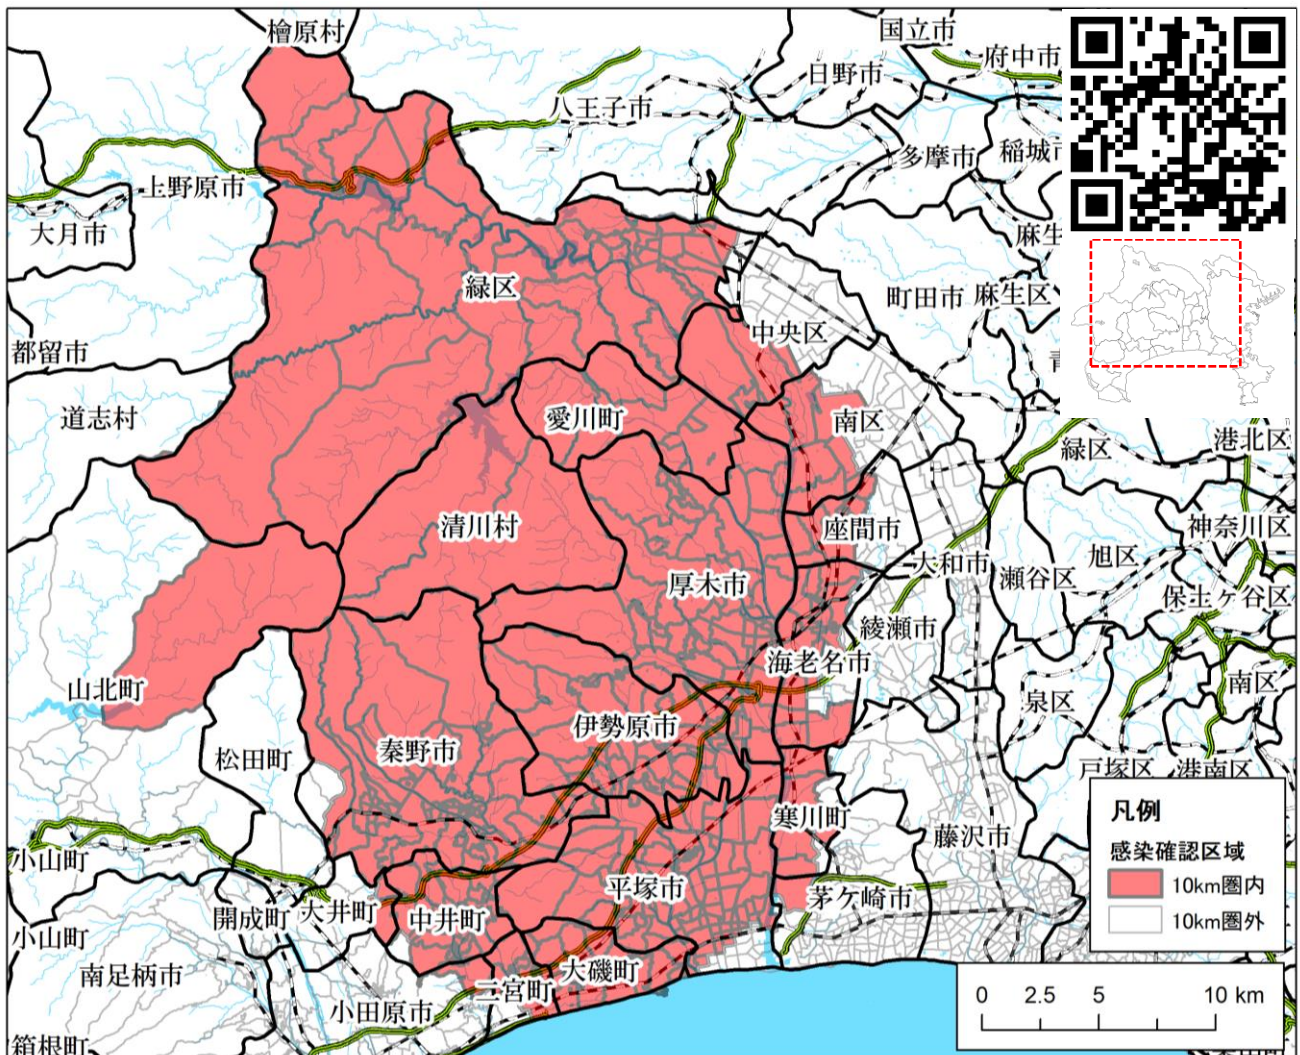 檜原村
国立市
府中市
日野市
八王子市
多摩市
稲城市
上野原市
大月市
麻生
緑区
町田市
麻生区
中央区
都留市
道志村
愛川町
南区
緑区
港北区
清川村
座間市
神奈川区
大和市
旭区
瀬谷区
厚木市
保土ヶ谷区
綾瀬市
海老名市
山北町
南区
泉区
伊勢原市
秦野市
松田町
戸塚区
港南区
寒川町
藤沢市
小山町
平塚市
茅ケ崎市
開成町
大井町
中井町
小山町
南足柄市
大磯町
二宮町
小田原市
箱根町
凡例
感染確認区域
10km圏内
10km圏外
0 2.5 5 10 km